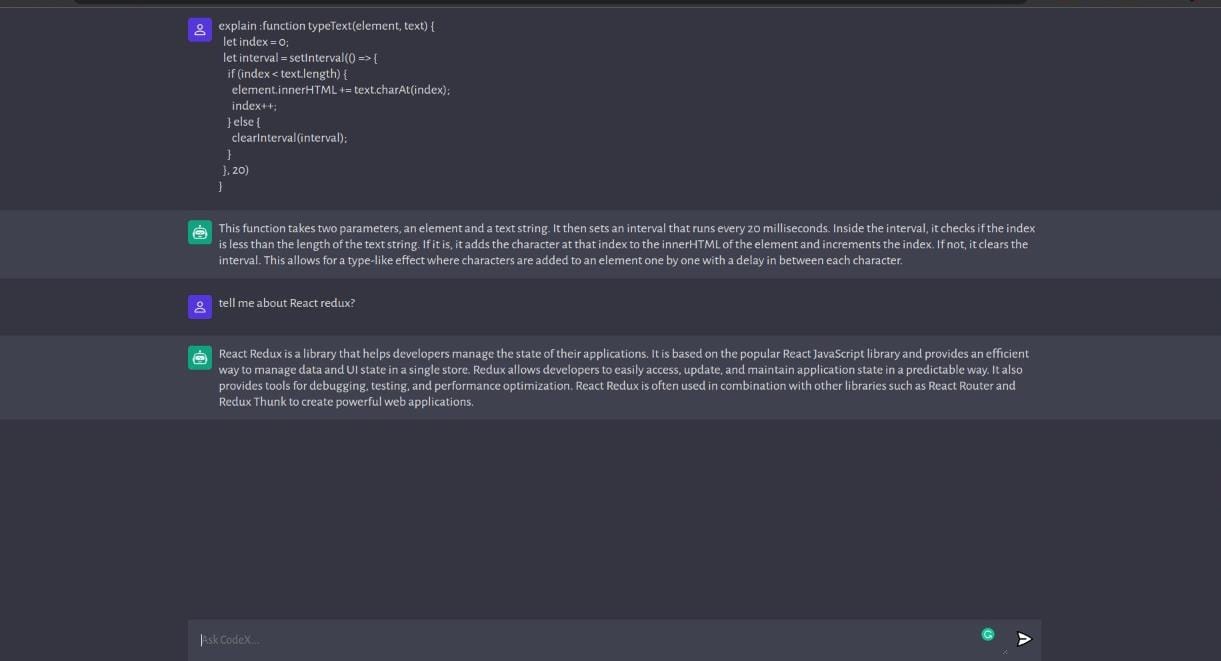 explain :function typeText(element, text) {
let index = 0;
let interval = setInterval(() => {
if (index < text.length) {
element.innerHTML += text.charAt(index);
index++;
} else {
clearInterval(interval);
}
}, 20)
}
This function takes two parameters, an element and a text string. It then sets an interval that runs every 20 milliseconds. Inside the interval, it checks if the index
is less than the length of the text string. If it is, it adds the character at that index to the innerHTML of the element and increments the index. If not, it clears the
interval. This allows for a type-like effect where characters are added to an element one by one with a delay in between each character.
tell me about React redux?
React Redux is a library that helps developers manage the state of their applications. It is based on the popular React JavaScript library and provides an efficient
way to manage data and UI state in a single store. Redux allows developers to easily access, update, and maintain application state in a predictable way. It also
provides tools for debugging, testing, and performance optimization. React Redux is often used in combination with other libraries such as React Router and
Redux Thunk to create powerful web applications.
Ask CodeX...